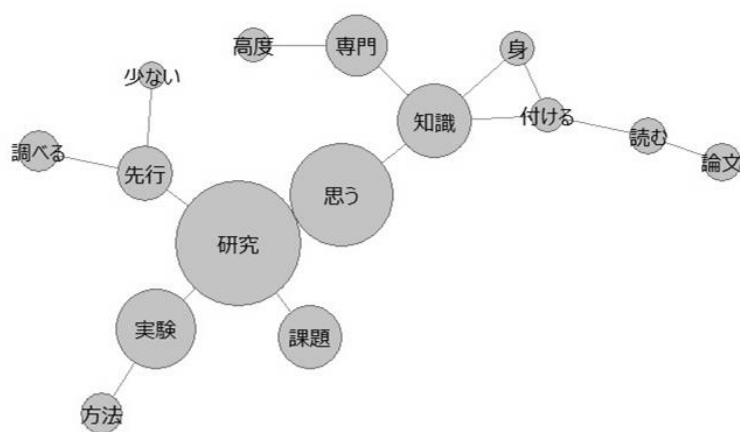 高度
専門
身
少ない
知識
付ける
読む
調べる
先行
論文
思う
研究
実験
課題
方法